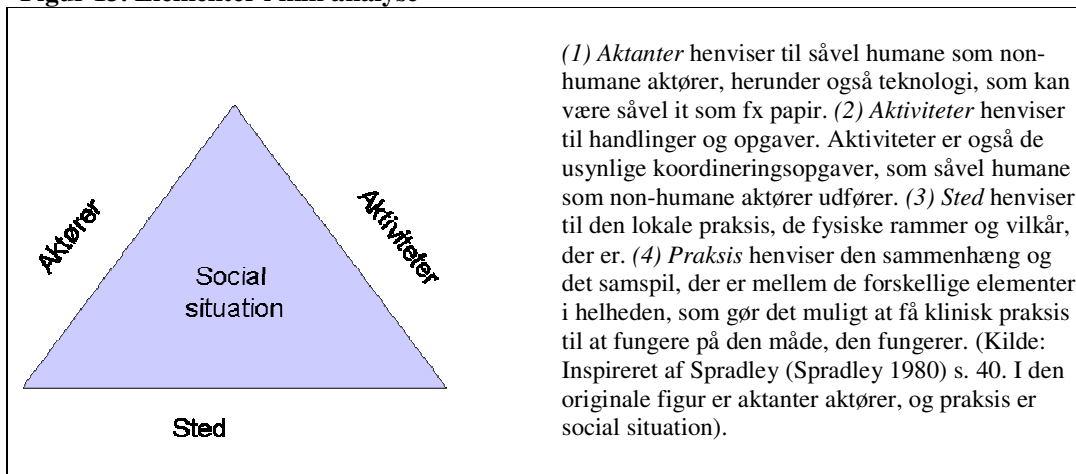 Elementer i min analyse
Aktører
Aktiviteter
Social
situation
Sted
(1) Aktanter henviser til såvel humane som non-
humane aktører, herunder også teknologi, som kan
være såvel it som fx papir. (2) Aktiviteter henviser
til handlinger og opgaver. Aktiviteter er også de
usynlige koordineringsopgaver, som såvel humane
som non-humane aktører udfører. (3) Sted henviser
til den lokale praksis, de fysiske rammer og vilkår,
der er. (4) Praksis henviser den sammenhæng og
det samspil, der er mellem de forskellige elementer
i helheden, som gør det muligt at få klinisk praksis
til at fungere på den måde, den fungerer. (Kilde:
Inspireret af Spradley (Spradley 1980) s. 40. I den
originale figur er aktanter aktører, og praksis er
social situation).